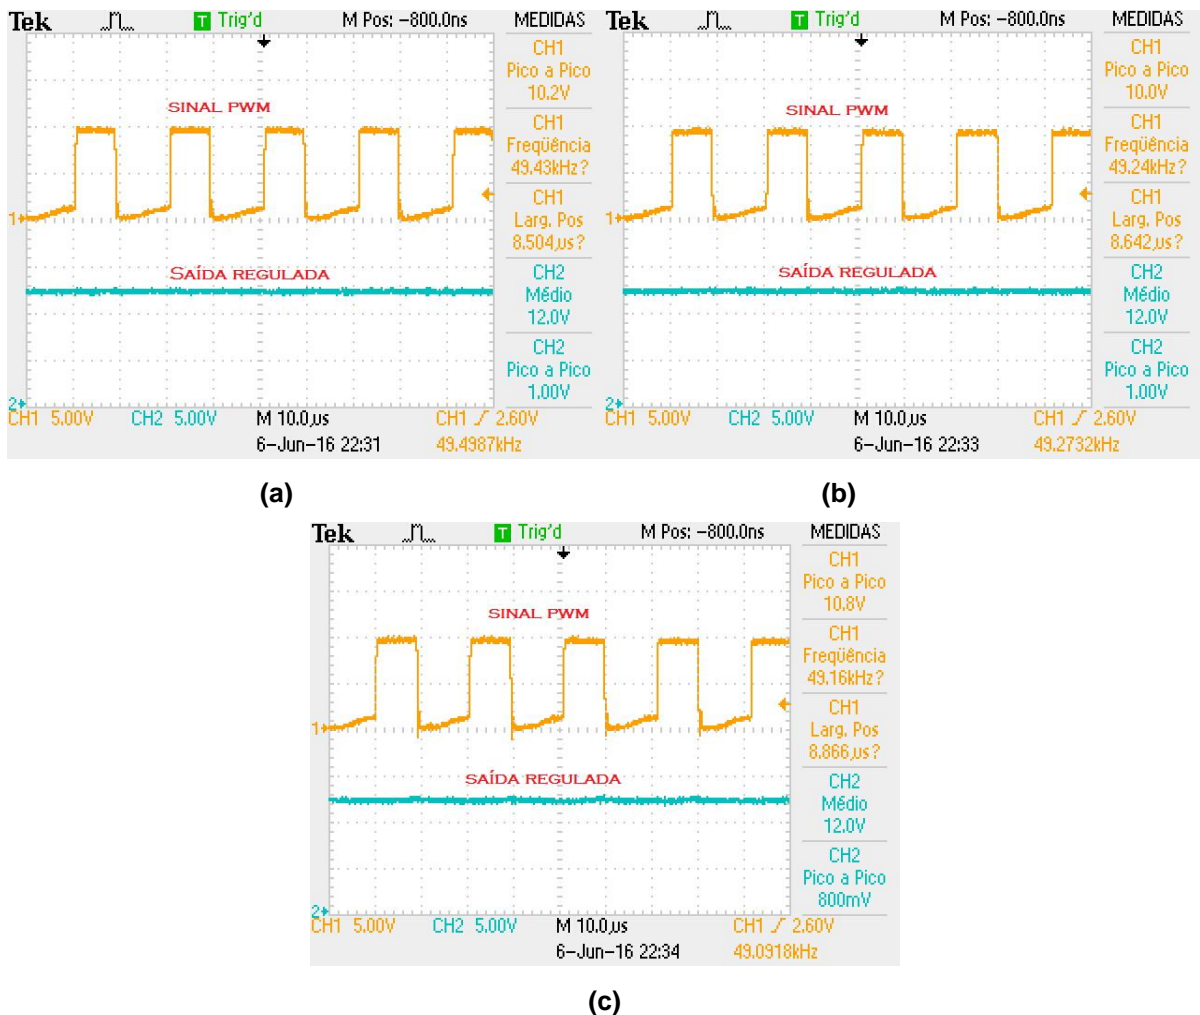 Tek Trig'd M Pos: -800.0ns MEDIDAS
CH1
Pico a Pico
10.2V
CH1
Freqüência
49.43kHz?
CH1
Larg. Pos
8.504µs?
CH2
Médio
12.0V
CH2
Pico a Pico
1.00V
SINAL PWM
1
SAÍDA REGULADA
2
CH1 5.00V CH2 5.00V M 10.0µs CH1 2.60V
6-Jun-16 22:31 49.4987kHz
(a)
Tek Trig'd M Pos: -800.0ns MEDIDAS
CH1
Pico a Pico
10.0V
CH1
Freqüência
49.24kHz?
CH1
Larg. Pos
8.642µs?
CH2
Médio
12.0V
CH2
Pico a Pico
1.00V
SINAL PWM
1
SAÍDA REGULADA
2
CH1 5.00V CH2 5.00V M 10.0µs CH1 2.60V
6-Jun-16 22:33 49.2732kHz
(b)
Tek Trig'd M Pos: -800.0ns MEDIDAS
CH1
Pico a Pico
10.8V
CH1
Freqüência
49.16kHz?
CH1
Larg. Pos
8.866µs?
CH2
Médio
12.0V
CH2
Pico a Pico
800mV
SINAL PWM
1
SAÍDA REGULADA
2
CH1 5.00V CH2 5.00V M 10.0µs CH1 2.60V
6-Jun-16 22:34 49.0918kHz
(c)